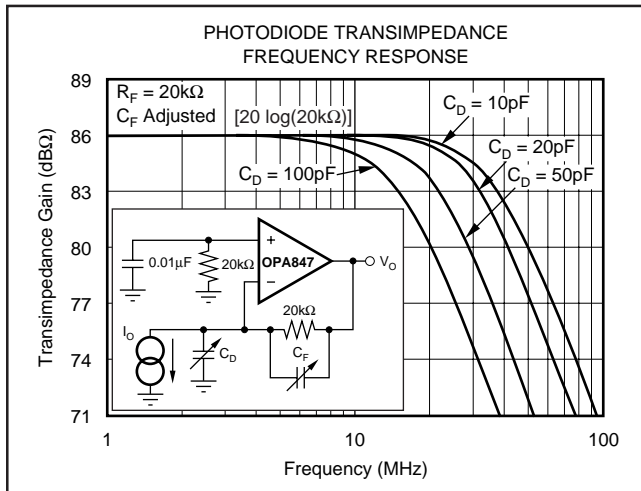 PHOTODIODE TRANSIMPEDANCE
FREQUENCY RESPONSE
89
86
83
80
77
74
71
Transimpedance Gain (dBΩ)
R_F = 20kΩ
C_F Adjusted
[20 log(20kΩ)]
C_D = 10pF
C_D = 20pF
C_D = 50pF
C_D = 100pF
+
OPA847
−
V_O
0.01µF
20kΩ
20kΩ
I_O
C_D
C_F
1
10
100
Frequency (MHz)